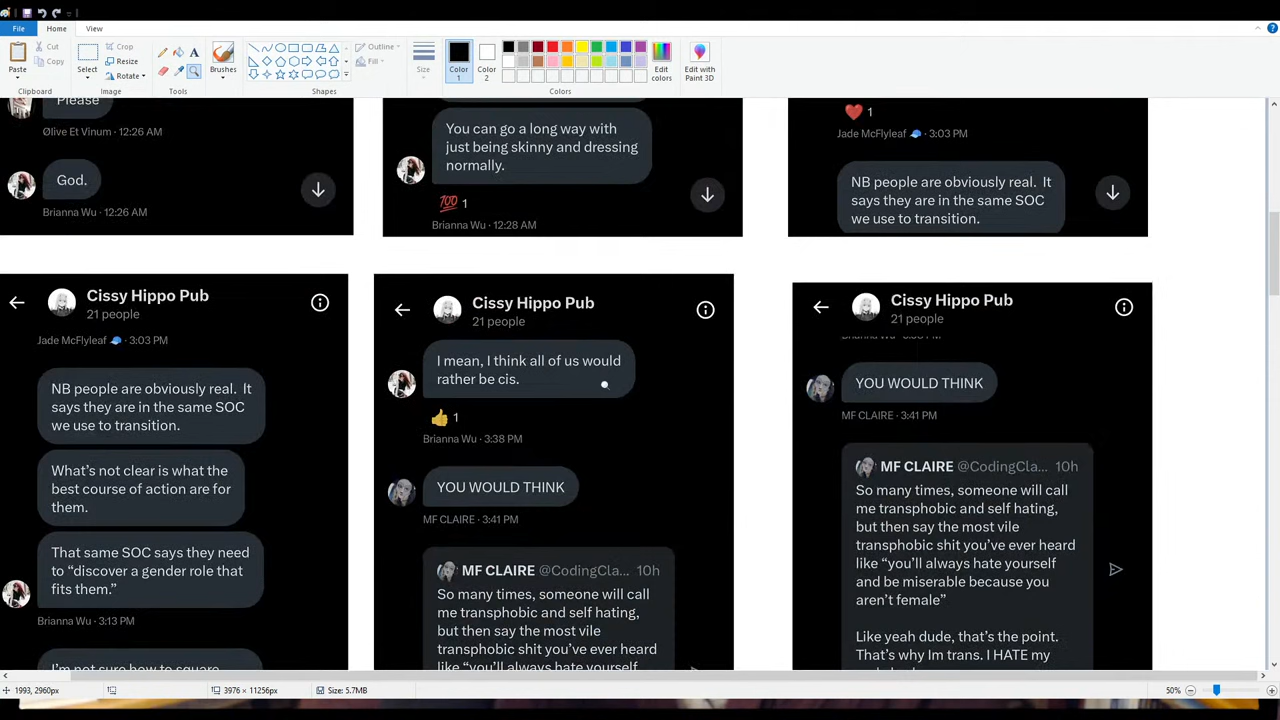 File
Home
View
Paste
Cut
Copy
Clipboard
Select
Crop
Resize
Rotate
Image
Tools
Brushes
Shapes
Outline
Fill
Size
Color
1
Color
2
Colors
Edit
colors
Edit with
Paint 3D
Please
Ølive Et Vinum · 12:26 AM
God.
Brianna Wu · 12:26 AM
You can go a long way with
just being skinny and dressing
normally.
💯 1
Brianna Wu · 12:28 AM
❤️ 1
Jade McFlyleaf 🧢 · 3:03 PM
NB people are obviously real. It
says they are in the same SOC
we use to transition.
Cissy Hippo Pub
21 people
Jade McFlyleaf 🧢 · 3:03 PM
NB people are obviously real. It
says they are in the same SOC
we use to transition.
What's not clear is what the
best course of action are for
them.
That same SOC says they need
to “discover a gender role that
fits them.”
Brianna Wu · 3:13 PM
I'm not sure how to square
Cissy Hippo Pub
21 people
I mean, I think all of us would
rather be cis.
👍 1
Brianna Wu · 3:38 PM
YOU WOULD THINK
MF CLAIRE · 3:41 PM
MF CLAIRE @CodingCla... 10h
So many times, someone will call
me transphobic and self hating,
but then say the most vile
transphobic shit you've ever heard
like “you'll always hate yourself
Cissy Hippo Pub
21 people
YOU WOULD THINK
MF CLAIRE · 3:41 PM
MF CLAIRE @CodingCla... 10h
So many times, someone will call
me transphobic and self hating,
but then say the most vile
transphobic shit you've ever heard
like “you'll always hate yourself
and be miserable because you
aren't female”
Like yeah dude, that's the point.
That's why Im trans. I HATE my
1993, 2960px
3976 × 11256px
Size: 5.7MB
50%